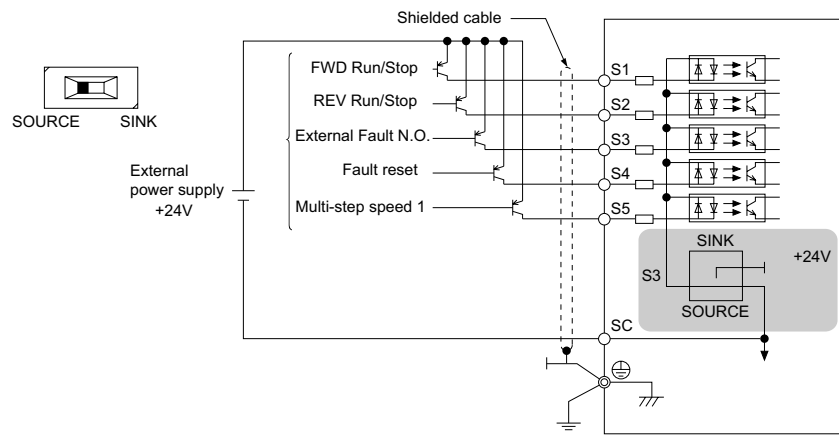 Shielded cable
FWD Run/Stop
REV Run/Stop
External Fault N.O.
Fault reset
Multi-step speed 1
SOURCE SINK
External
power supply
+24V
S1
S2
S3
S4
S5
SINK
+24V
S3
SOURCE
SC